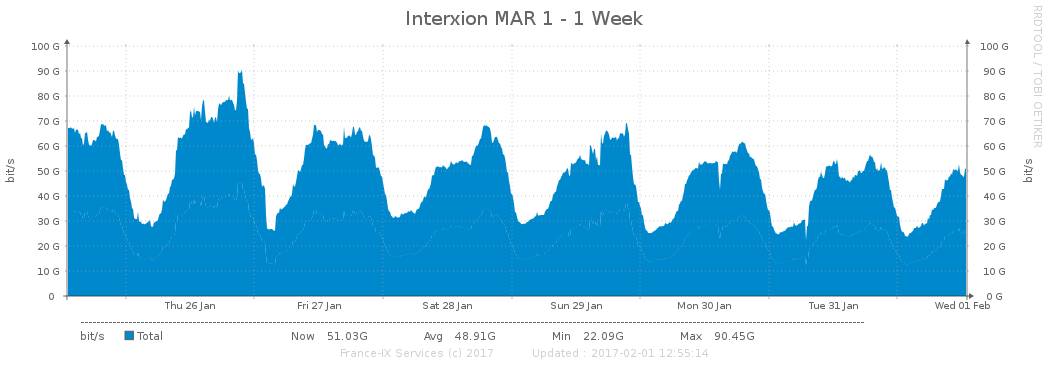 Interxion MAR 1 - 1 Week
RRDTOOL / TOBI OETIKER
100 G 100 G
90 G 90 G
80 G 80 G
70 G 70 G
60 G 60 G
50 G 50 G
40 G 40 G
30 G 30 G
20 G 20 G
10 G 10 G
0 0 G
bit/s bit/s
Thu 26 Jan Fri 27 Jan Sat 28 Jan Sun 29 Jan Mon 30 Jan Tue 31 Jan Wed 01 Feb
bit/s Total Now 51.03G Avg 48.91G Min 22.09G Max 90.45G
France-IX Services (c) 2017 Updated : 2017-02-01 12:55:14